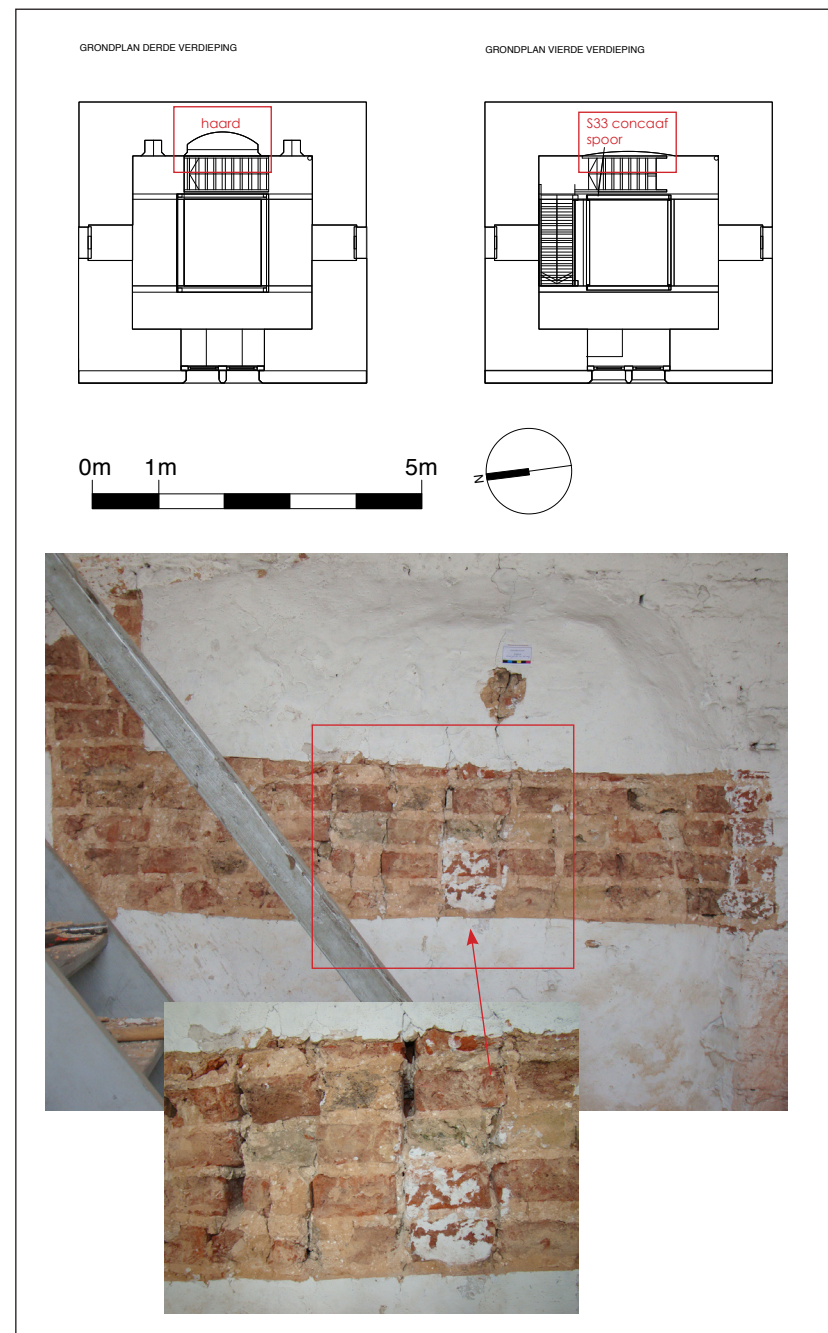 GRONDPLAN DERDE VERDIEPING
GRONDPLAN VIERDE VERDIEPING
haard
S33 concaaf
spoor
0m 1m 5m
N